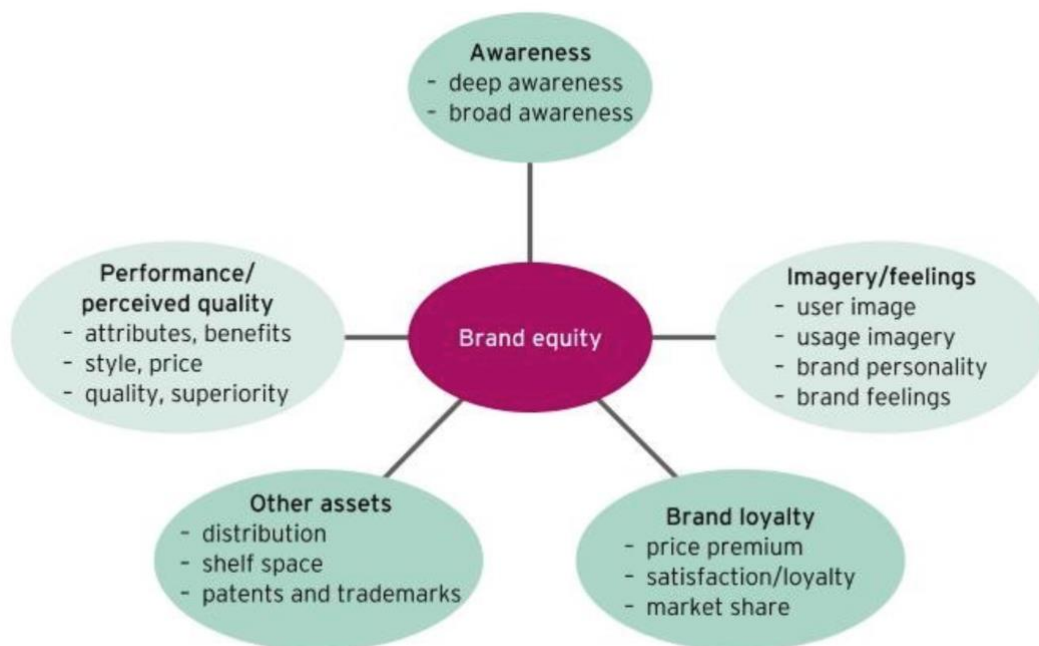 Awareness
- deep awareness
- broad awareness
Performance/
perceived quality
- attributes, benefits
- style, price
- quality, superiority
Brand equity
Imagery/feelings
- user image
- usage imagery
- brand personality
- brand feelings
Other assets
- distribution
- shelf space
- patents and trademarks
Brand loyalty
- price premium
- satisfaction/loyalty
- market share